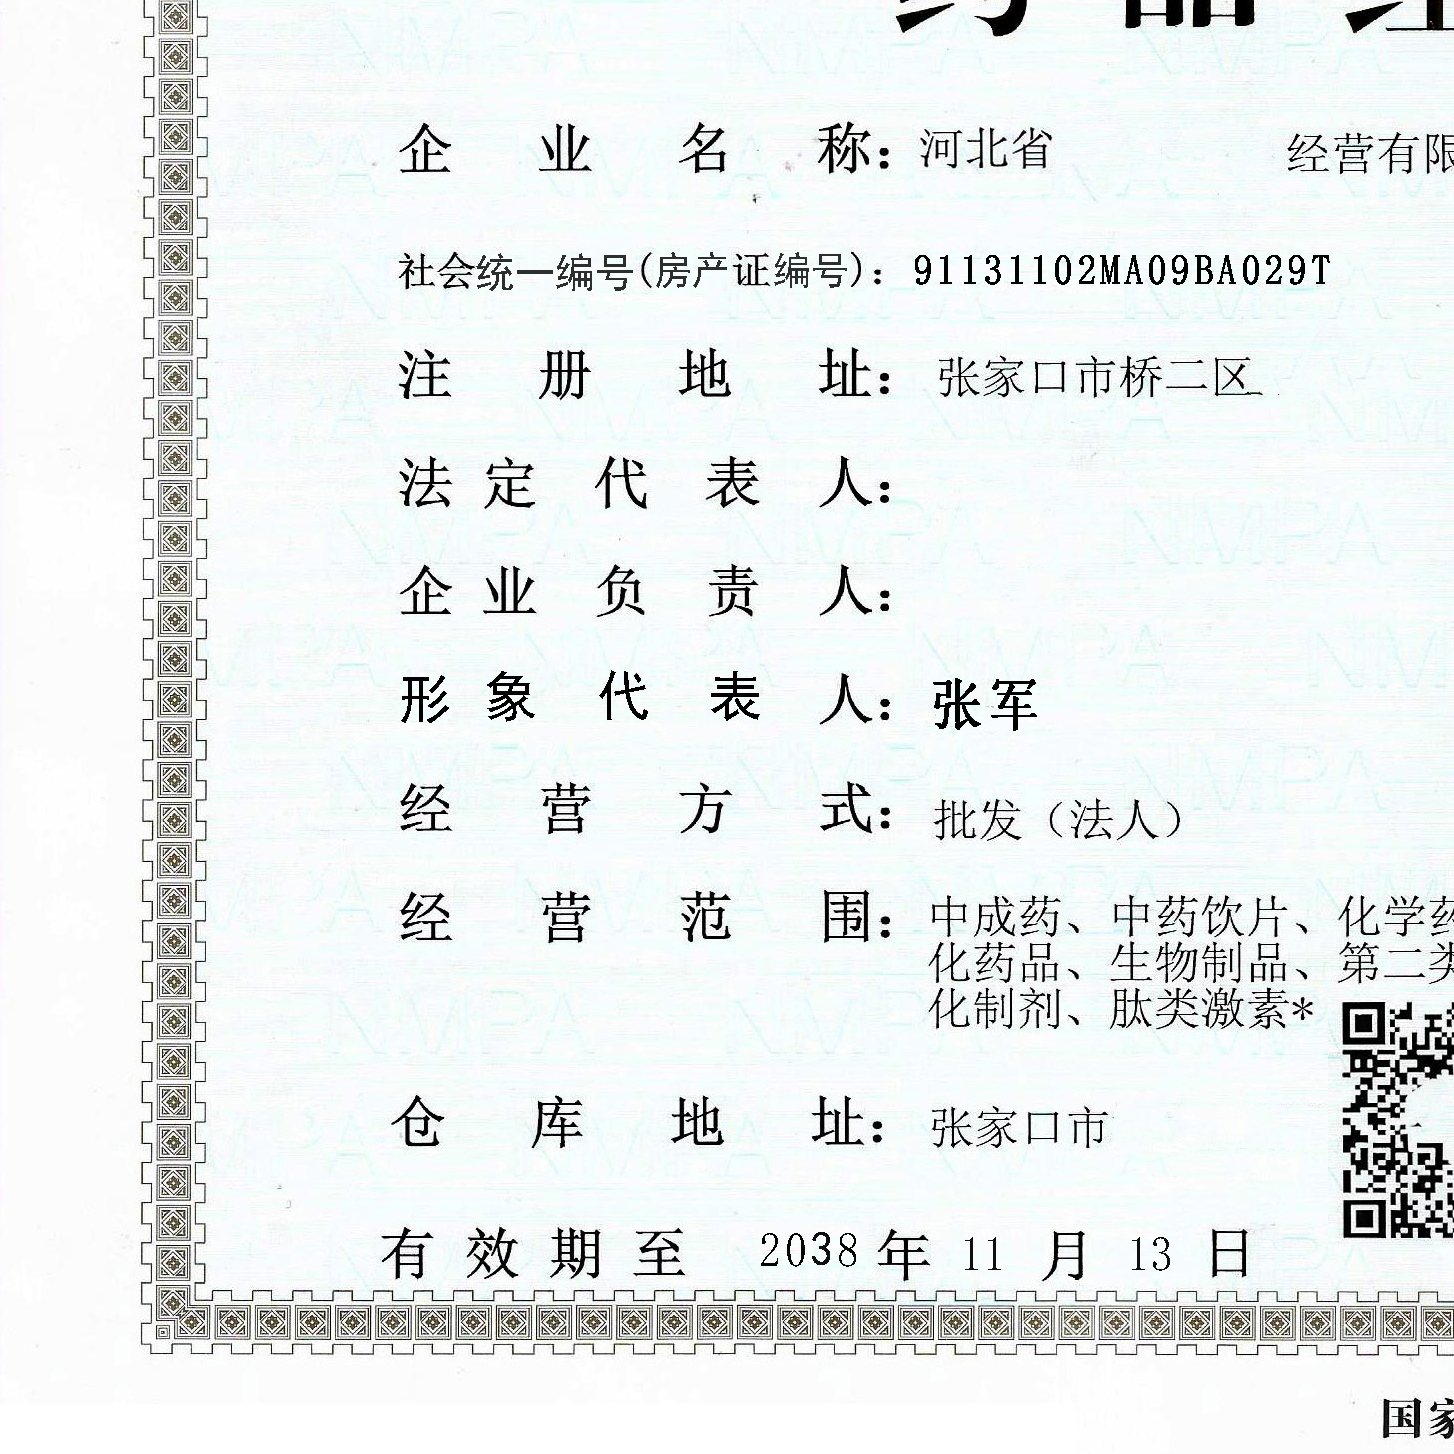 药品经
企业名称：河北省 经营有限
社会统一编号(房产证编号)：91131102MA09BA029T
注册地址：张家口市桥二区
法定代表人：
企业负责人：
形象代表人：张军
经营方式：批发（法人）
经营范围：中成药、中药饮片、化学药
化药品、生物制品、第二类
化制剂、肽类激素*
仓库地址：张家口市
有效期至 2038 年 11 月 13 日
国家